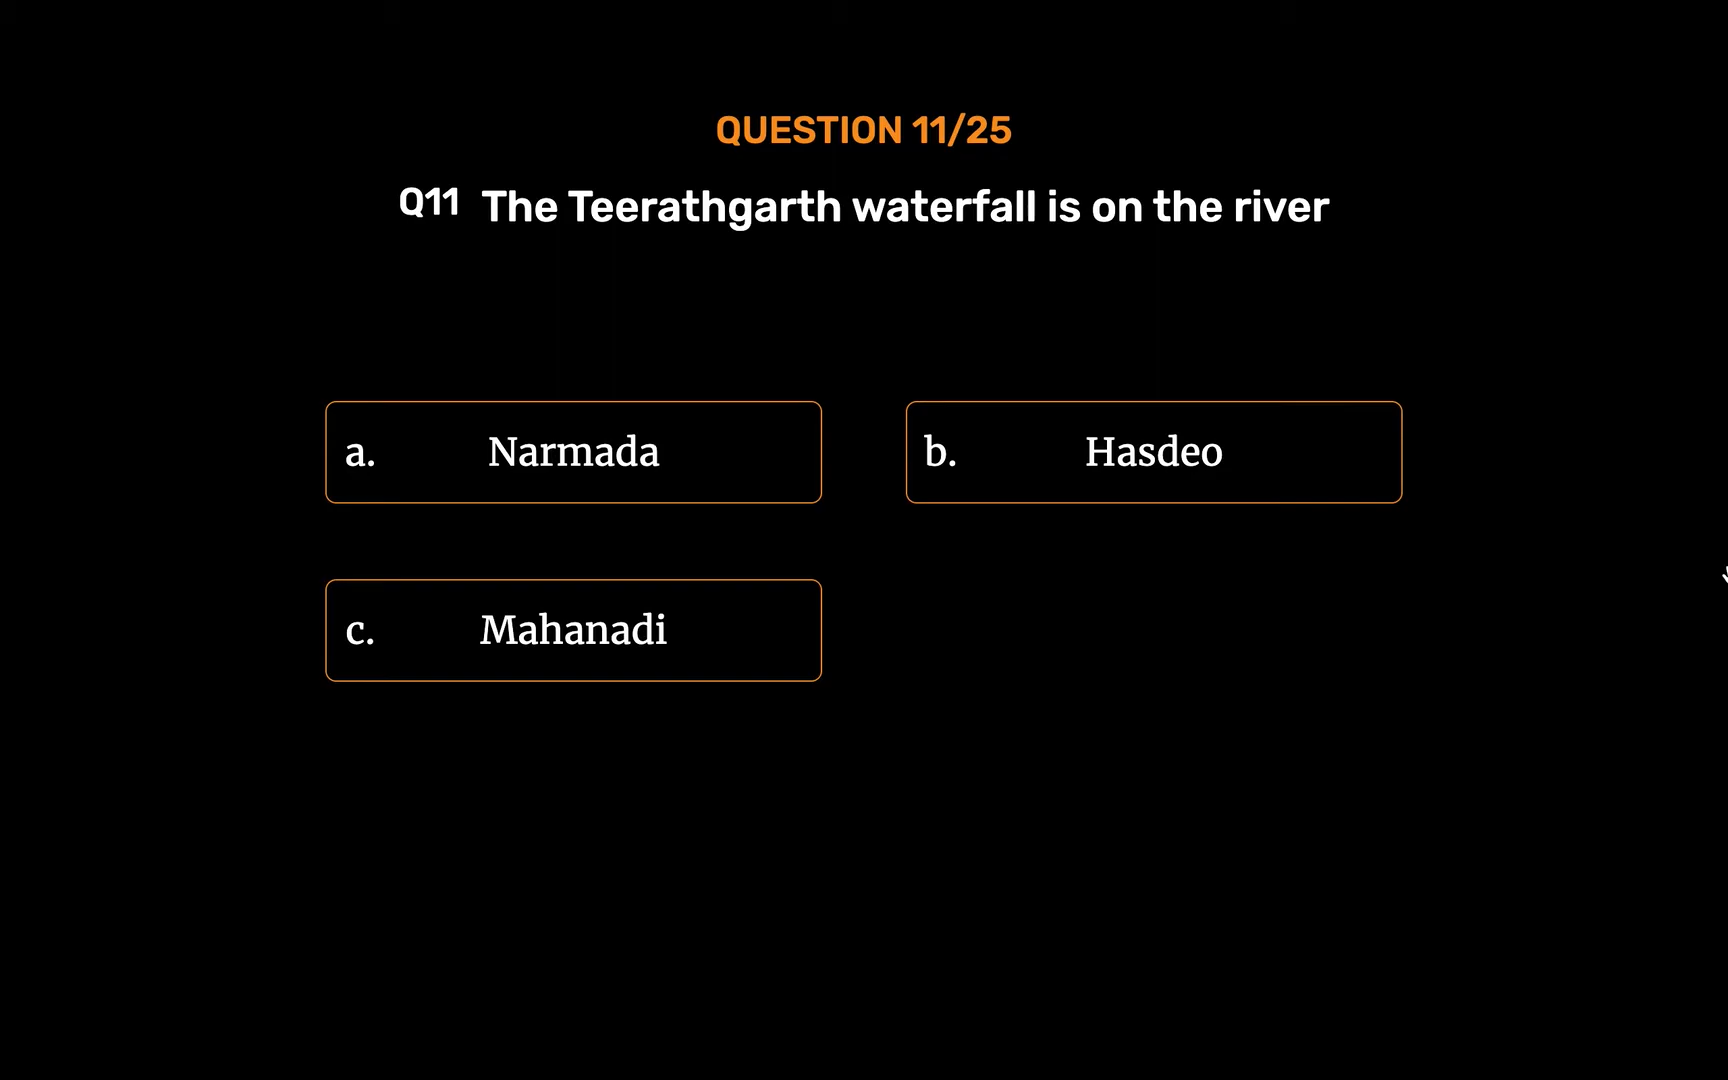 QUESTION 11/25
Q11 The Teerathgarth waterfall is on the river
a. Narmada
b. Hasdeo
c. Mahanadi